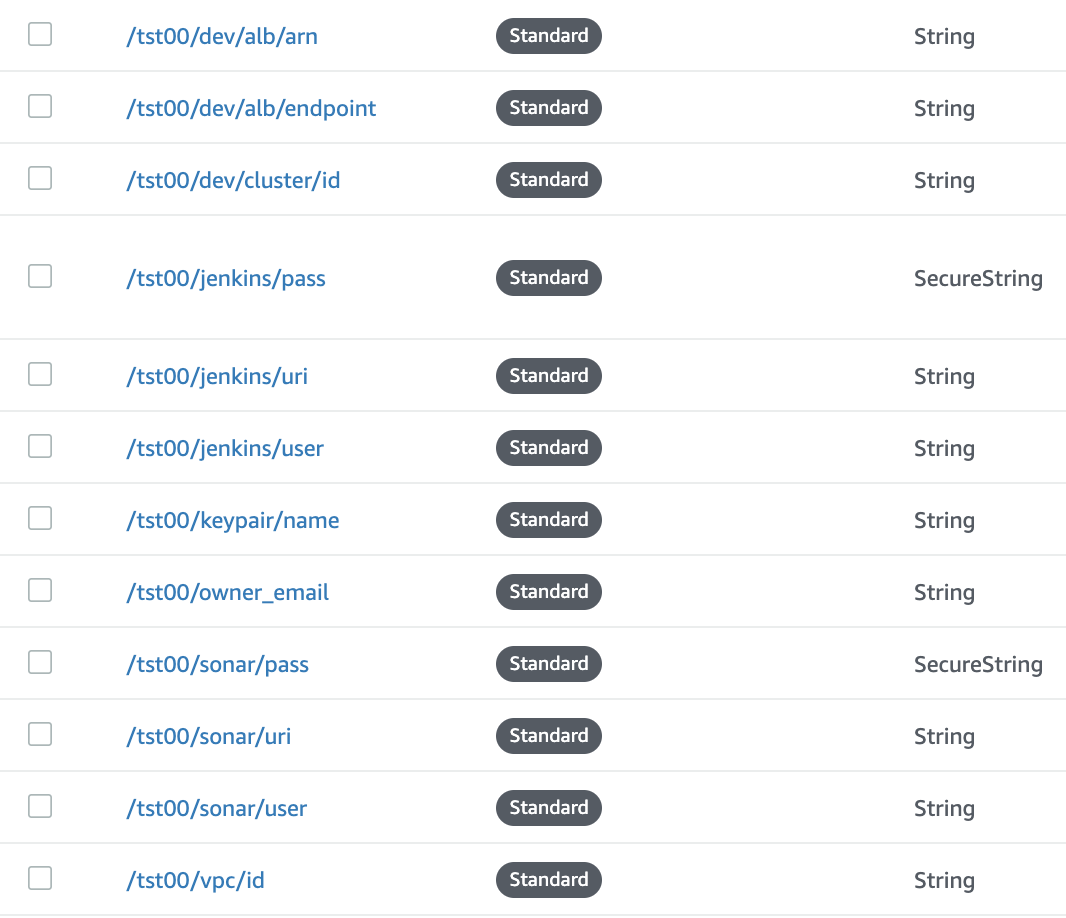 /tst00/dev/alb/arn Standard String
/tst00/dev/alb/endpoint Standard String
/tst00/dev/cluster/id Standard String
/tst00/jenkins/pass Standard SecureString
/tst00/jenkins/uri Standard String
/tst00/jenkins/user Standard String
/tst00/keypair/name Standard String
/tst00/owner_email Standard String
/tst00/sonar/pass Standard SecureString
/tst00/sonar/uri Standard String
/tst00/sonar/user Standard String
/tst00/vpc/id Standard String